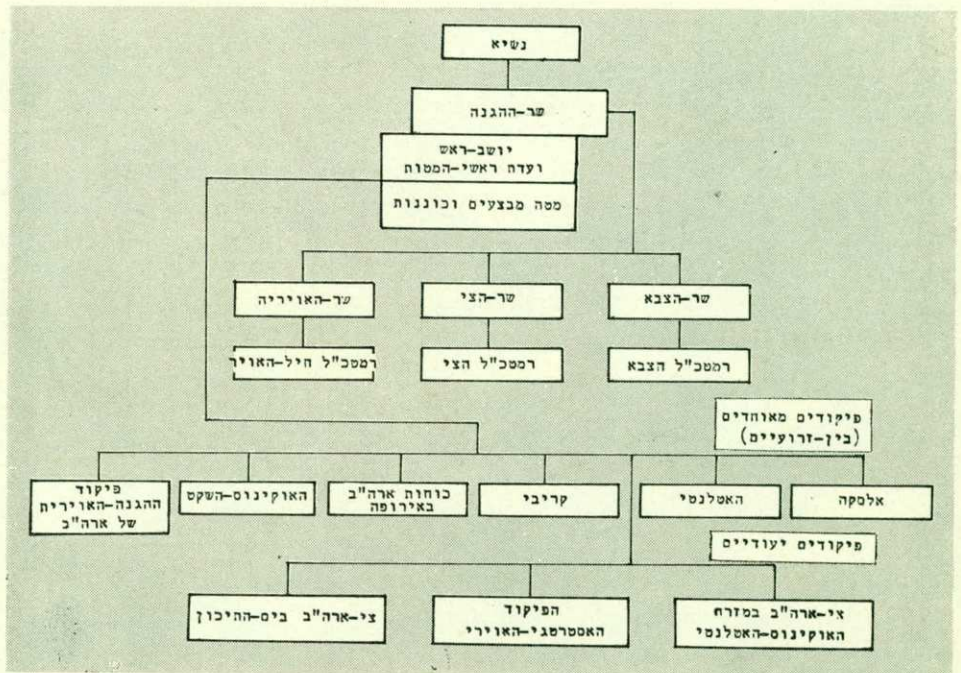 נשיא
שר-ההגנה
יושב-ראש
ועדת ראשי-המטות
מטה מבצעים וכוננות
שר-הצבא
שר-הצי
שר-האויריה
רמטכ"ל הצבא
רמטכ"ל הצי
רמטכ"ל חיל-האויר
פיקודים מאוחדים
(בין-זרועיים)
אלסקה
האטלנטי
קריבי
כוחות ארה"ב
באירופה
האוקינוס-השקט
פיקוד
ההגנה-האוירית
של ארה"ב
פיקודים יעודיים
צי-ארה"ב במזרח
האוקינוס-האטלנטי
הפיקוד
האסטרטגי-האוירי
צי-ארה"ב בים-התיכון